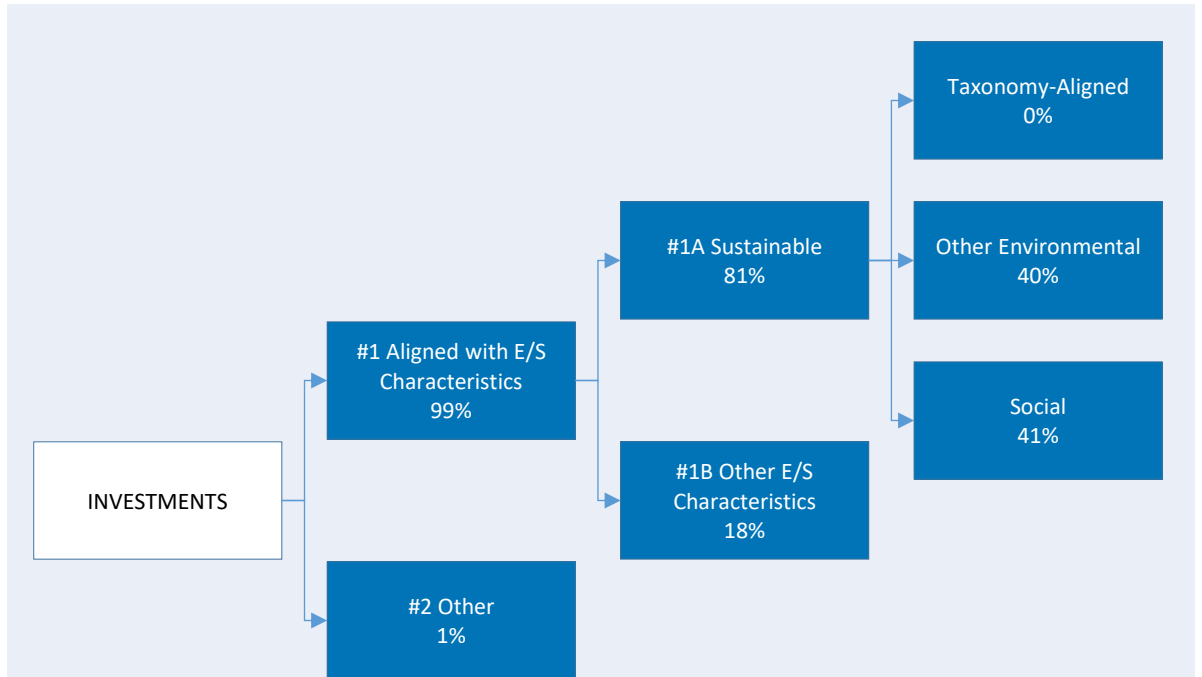 INVESTMENTS
#1 Aligned with E/S
Characteristics
99%
#2 Other
1%
#1A Sustainable
81%
#1B Other E/S
Characteristics
18%
Taxonomy-Aligned
0%
Other Environmental
40%
Social
41%